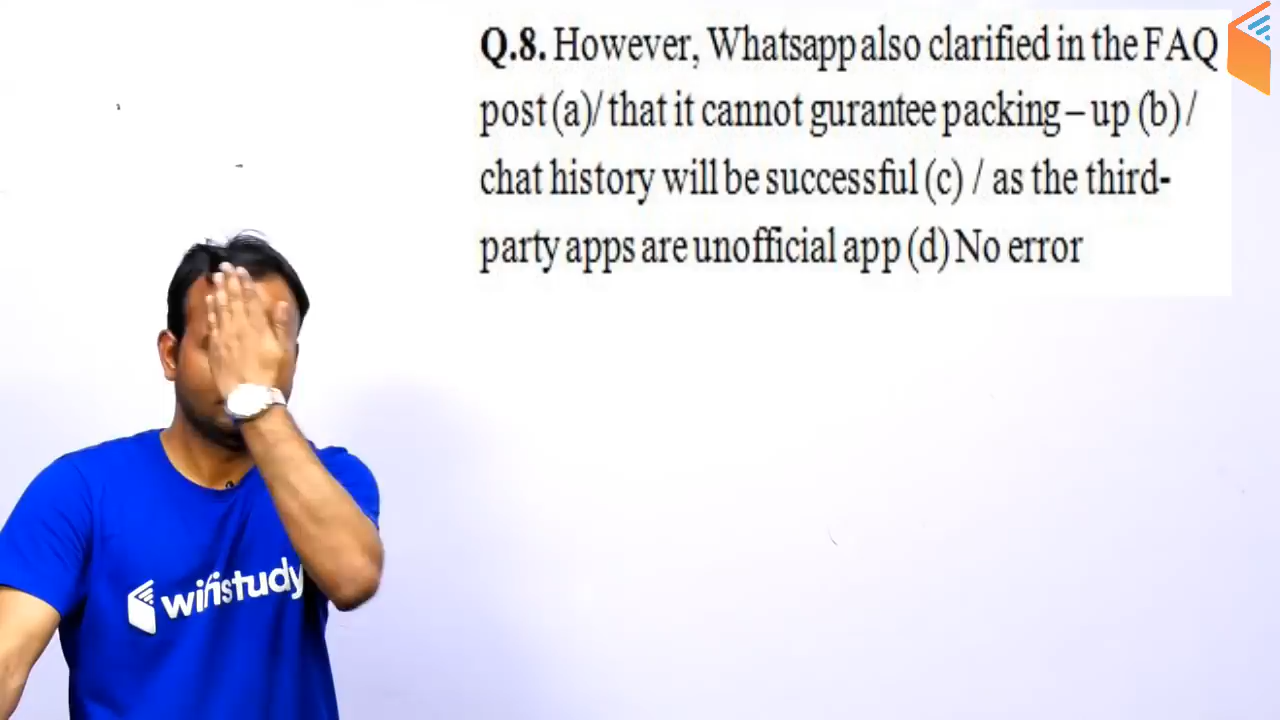 Q.8. However, Whatsapp also clarified in the FAQ
post (a)/ that it cannot gurantee packing – up (b) /
chat history will be successful (c) / as the third-
party apps are unofficial app (d) No error
wifistudy